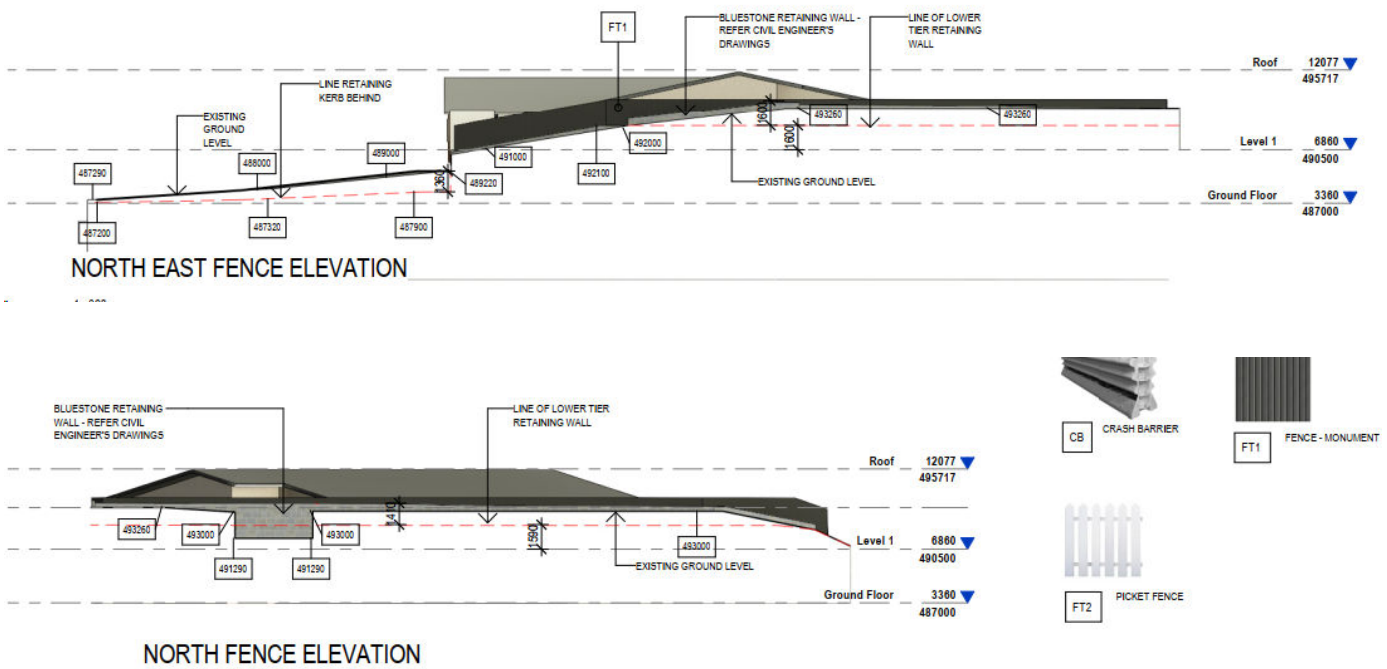 FT1
BLUESTONE RETAINING WALL -
REFER CIVIL ENGINEER'S
DRAWINGS
LINE OF LOWER
TIER RETAINING
WALL
Roof 12077
495717
LINE RETAINING
KERB BEHIND
EXISTING
GROUND
LEVEL
1600
493260
493260
1600
492000
Level 1 6860
490500
491000
489000
488000
492100
487290
1360
489220
EXISTING GROUND LEVEL
Ground Floor 3360
487000
487200
487320
487900
NORTH EAST FENCE ELEVATION
BLUESTONE RETAINING
WALL - REFER CIVIL
ENGINEER'S DRAWINGS
LINE OF LOWER TIER
RETAINING WALL
CB
CRASH BARRIER
FT1
FENCE - MONUMENT
Roof 12077
495717
1410
493260
493000
493000
1590
493000
Level 1 6860
490500
491290
491290
EXISTING GROUND LEVEL
Ground Floor 3360
487000
FT2
PICKET FENCE
NORTH FENCE ELEVATION